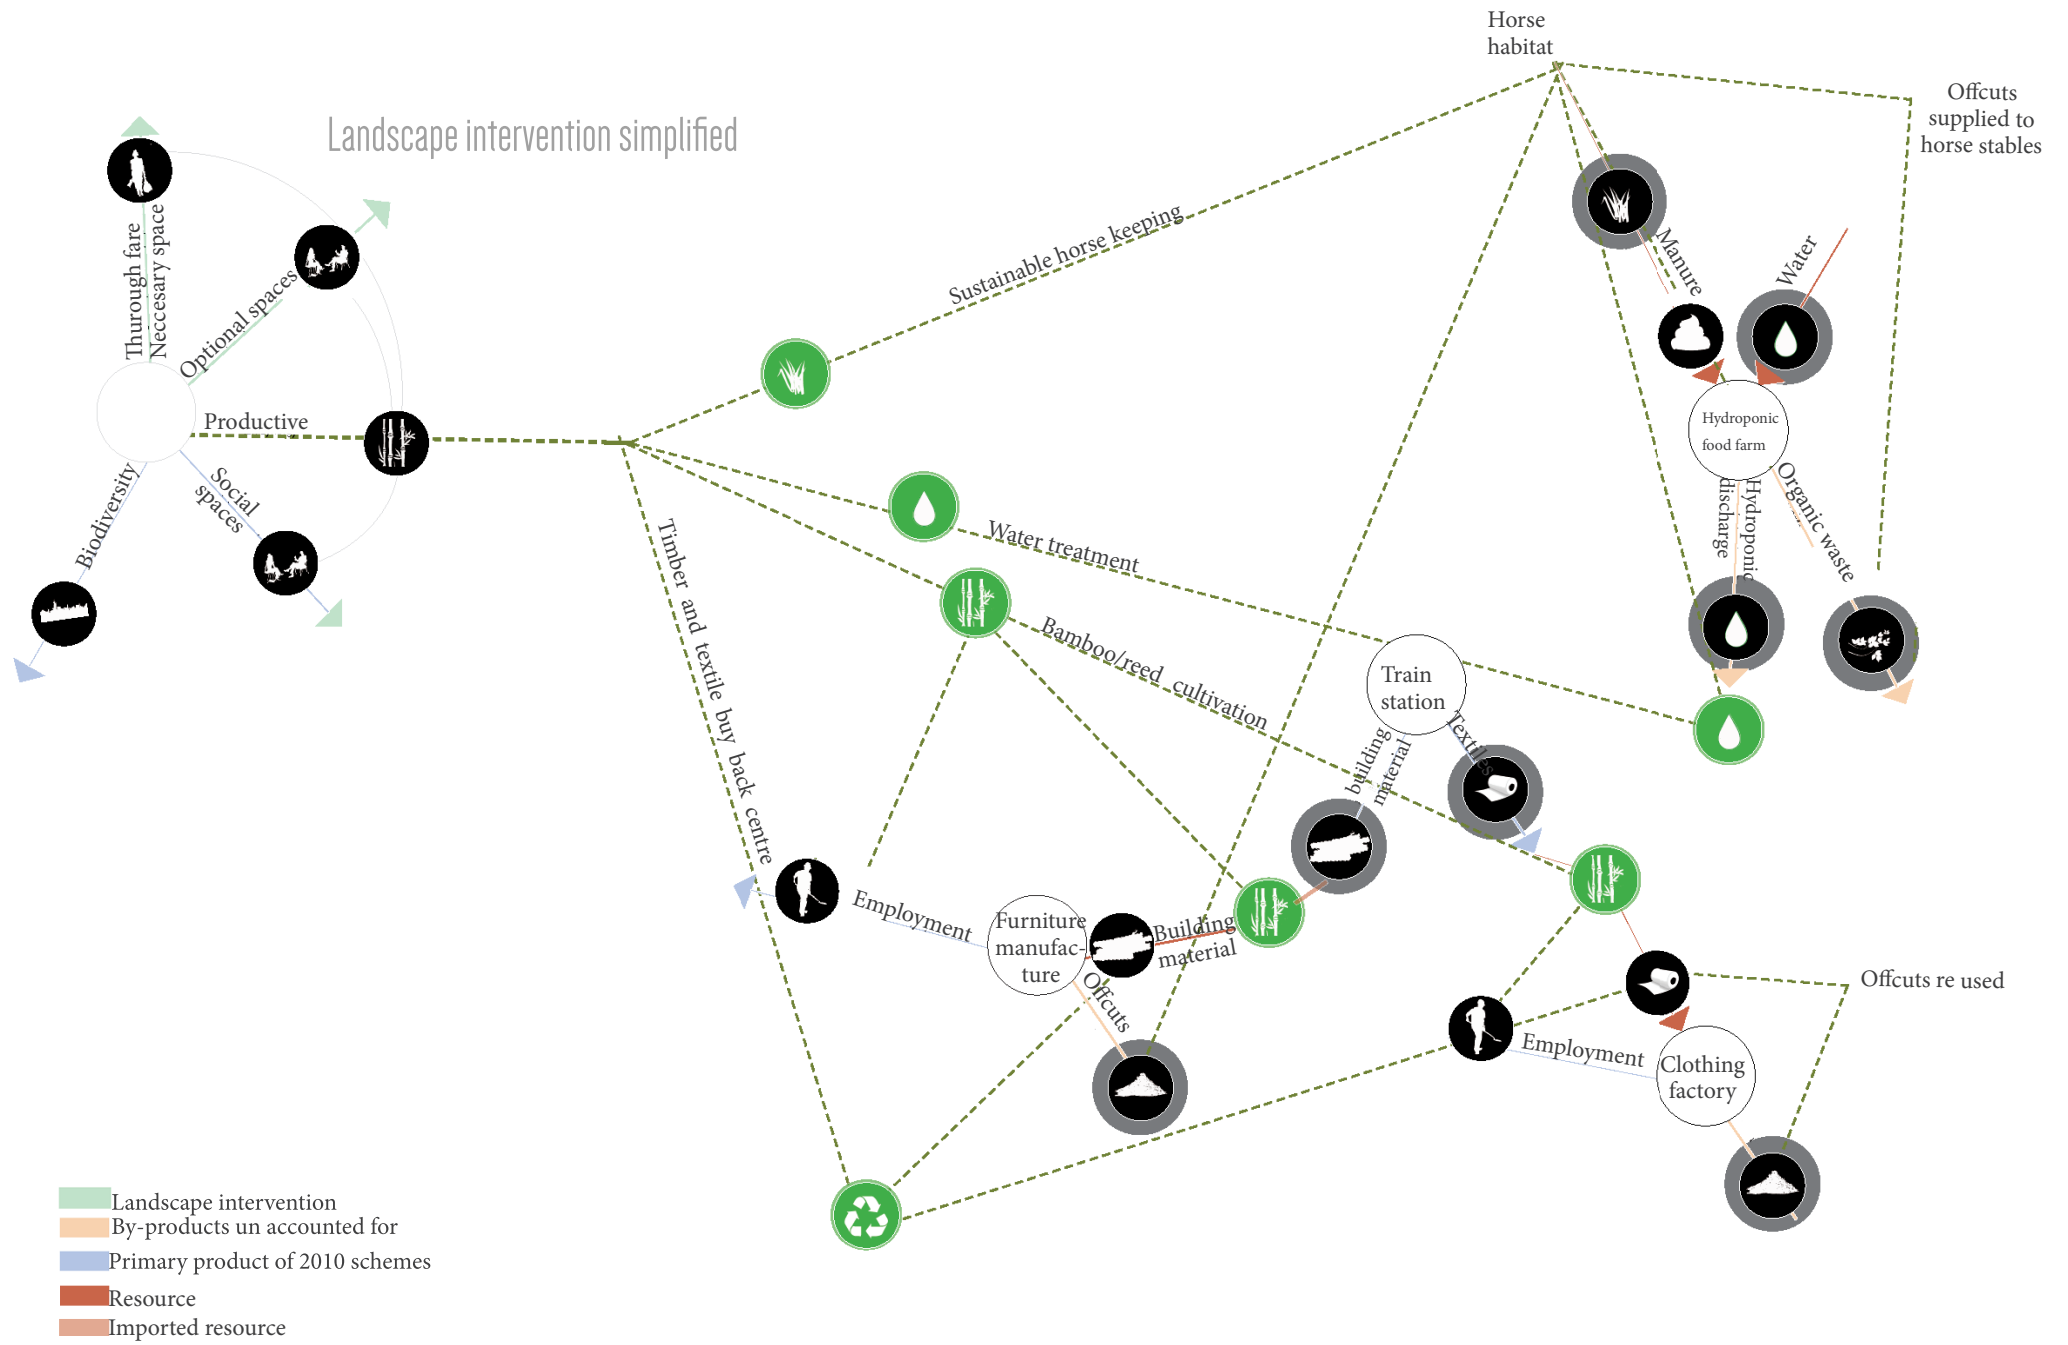 Horse
habitat
Offcuts
supplied to
horse stables
Landscape intervention simplified
Thurough fare
Neccesary space
Optional spaces
Productive
Social
spaces
Biodiversity
Sustainable horse keeping
Manure
Water
Hydroponic
food farm
Hydroponic
discharge
Organic waste
Water treatment
Timber and textile buy back centre
Bamboo/reed cultivation
Train
station
Textiles
building
material
Employment
Furniture
manufac-
ture
Building
material
Offcuts
Offcuts re used
Employment
Clothing
factory
Landscape intervention
By-products un accounted for
Primary product of 2010 schemes
Resource
Imported resource